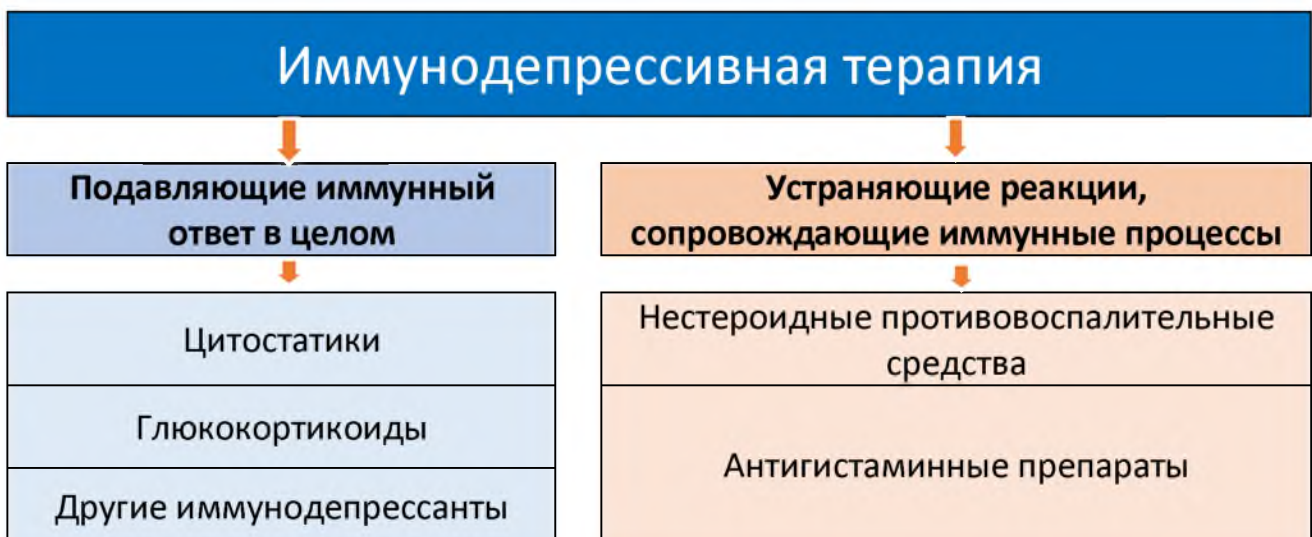 Иммунодепрессивная терапия
Подавляющие иммунный
ответ в целом
Цитостатики
Глюкокортикоиды
Другие иммунодепрессанты
Устраняющие реакции,
сопровождающие иммунные процессы
Нестероидные противовоспалительные
средства
Антигистаминные препараты